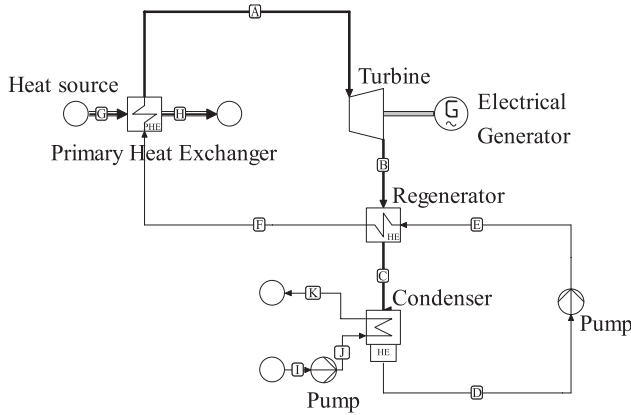 A
Heat source
Turbine
G
H
PHE
G
~
Electrical
Generator
Primary Heat Exchanger
B
Regenerator
F
HE
E
C
K
Condenser
HE
I
J
Pump
Pump
D